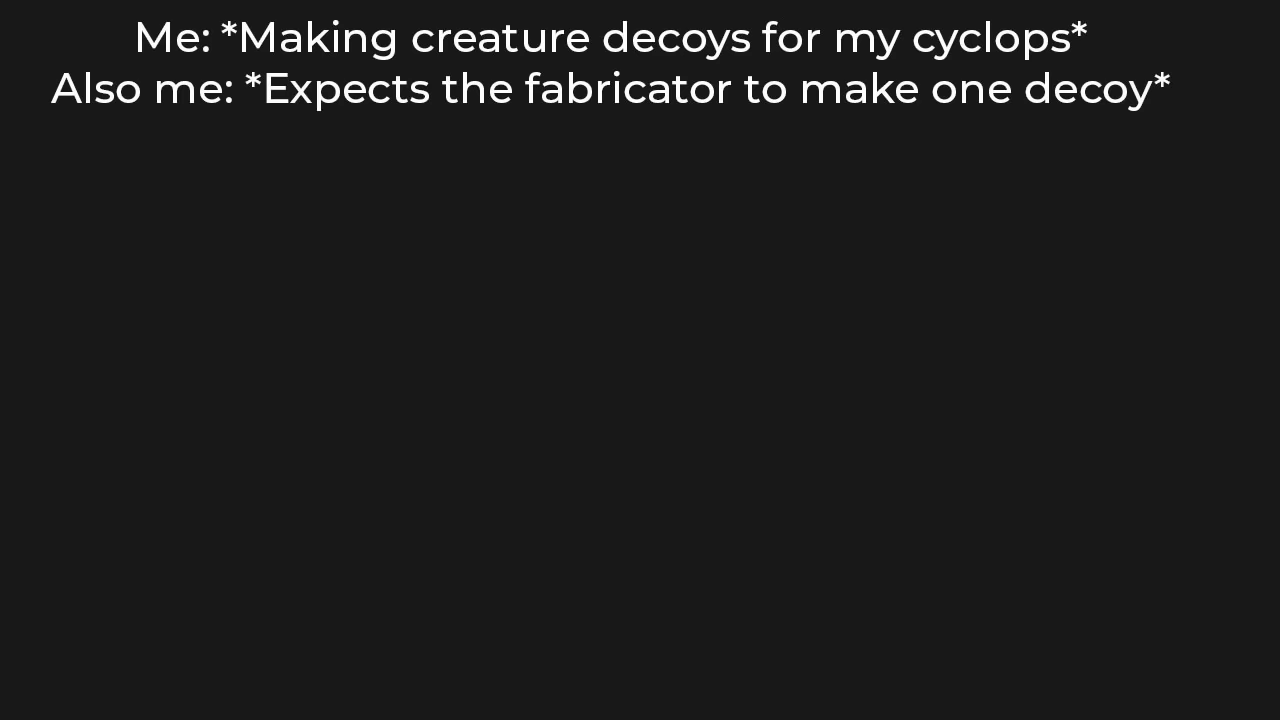 Me: *Making creature decoys for my cyclops*
Also me: *Expects the fabricator to make one decoy*